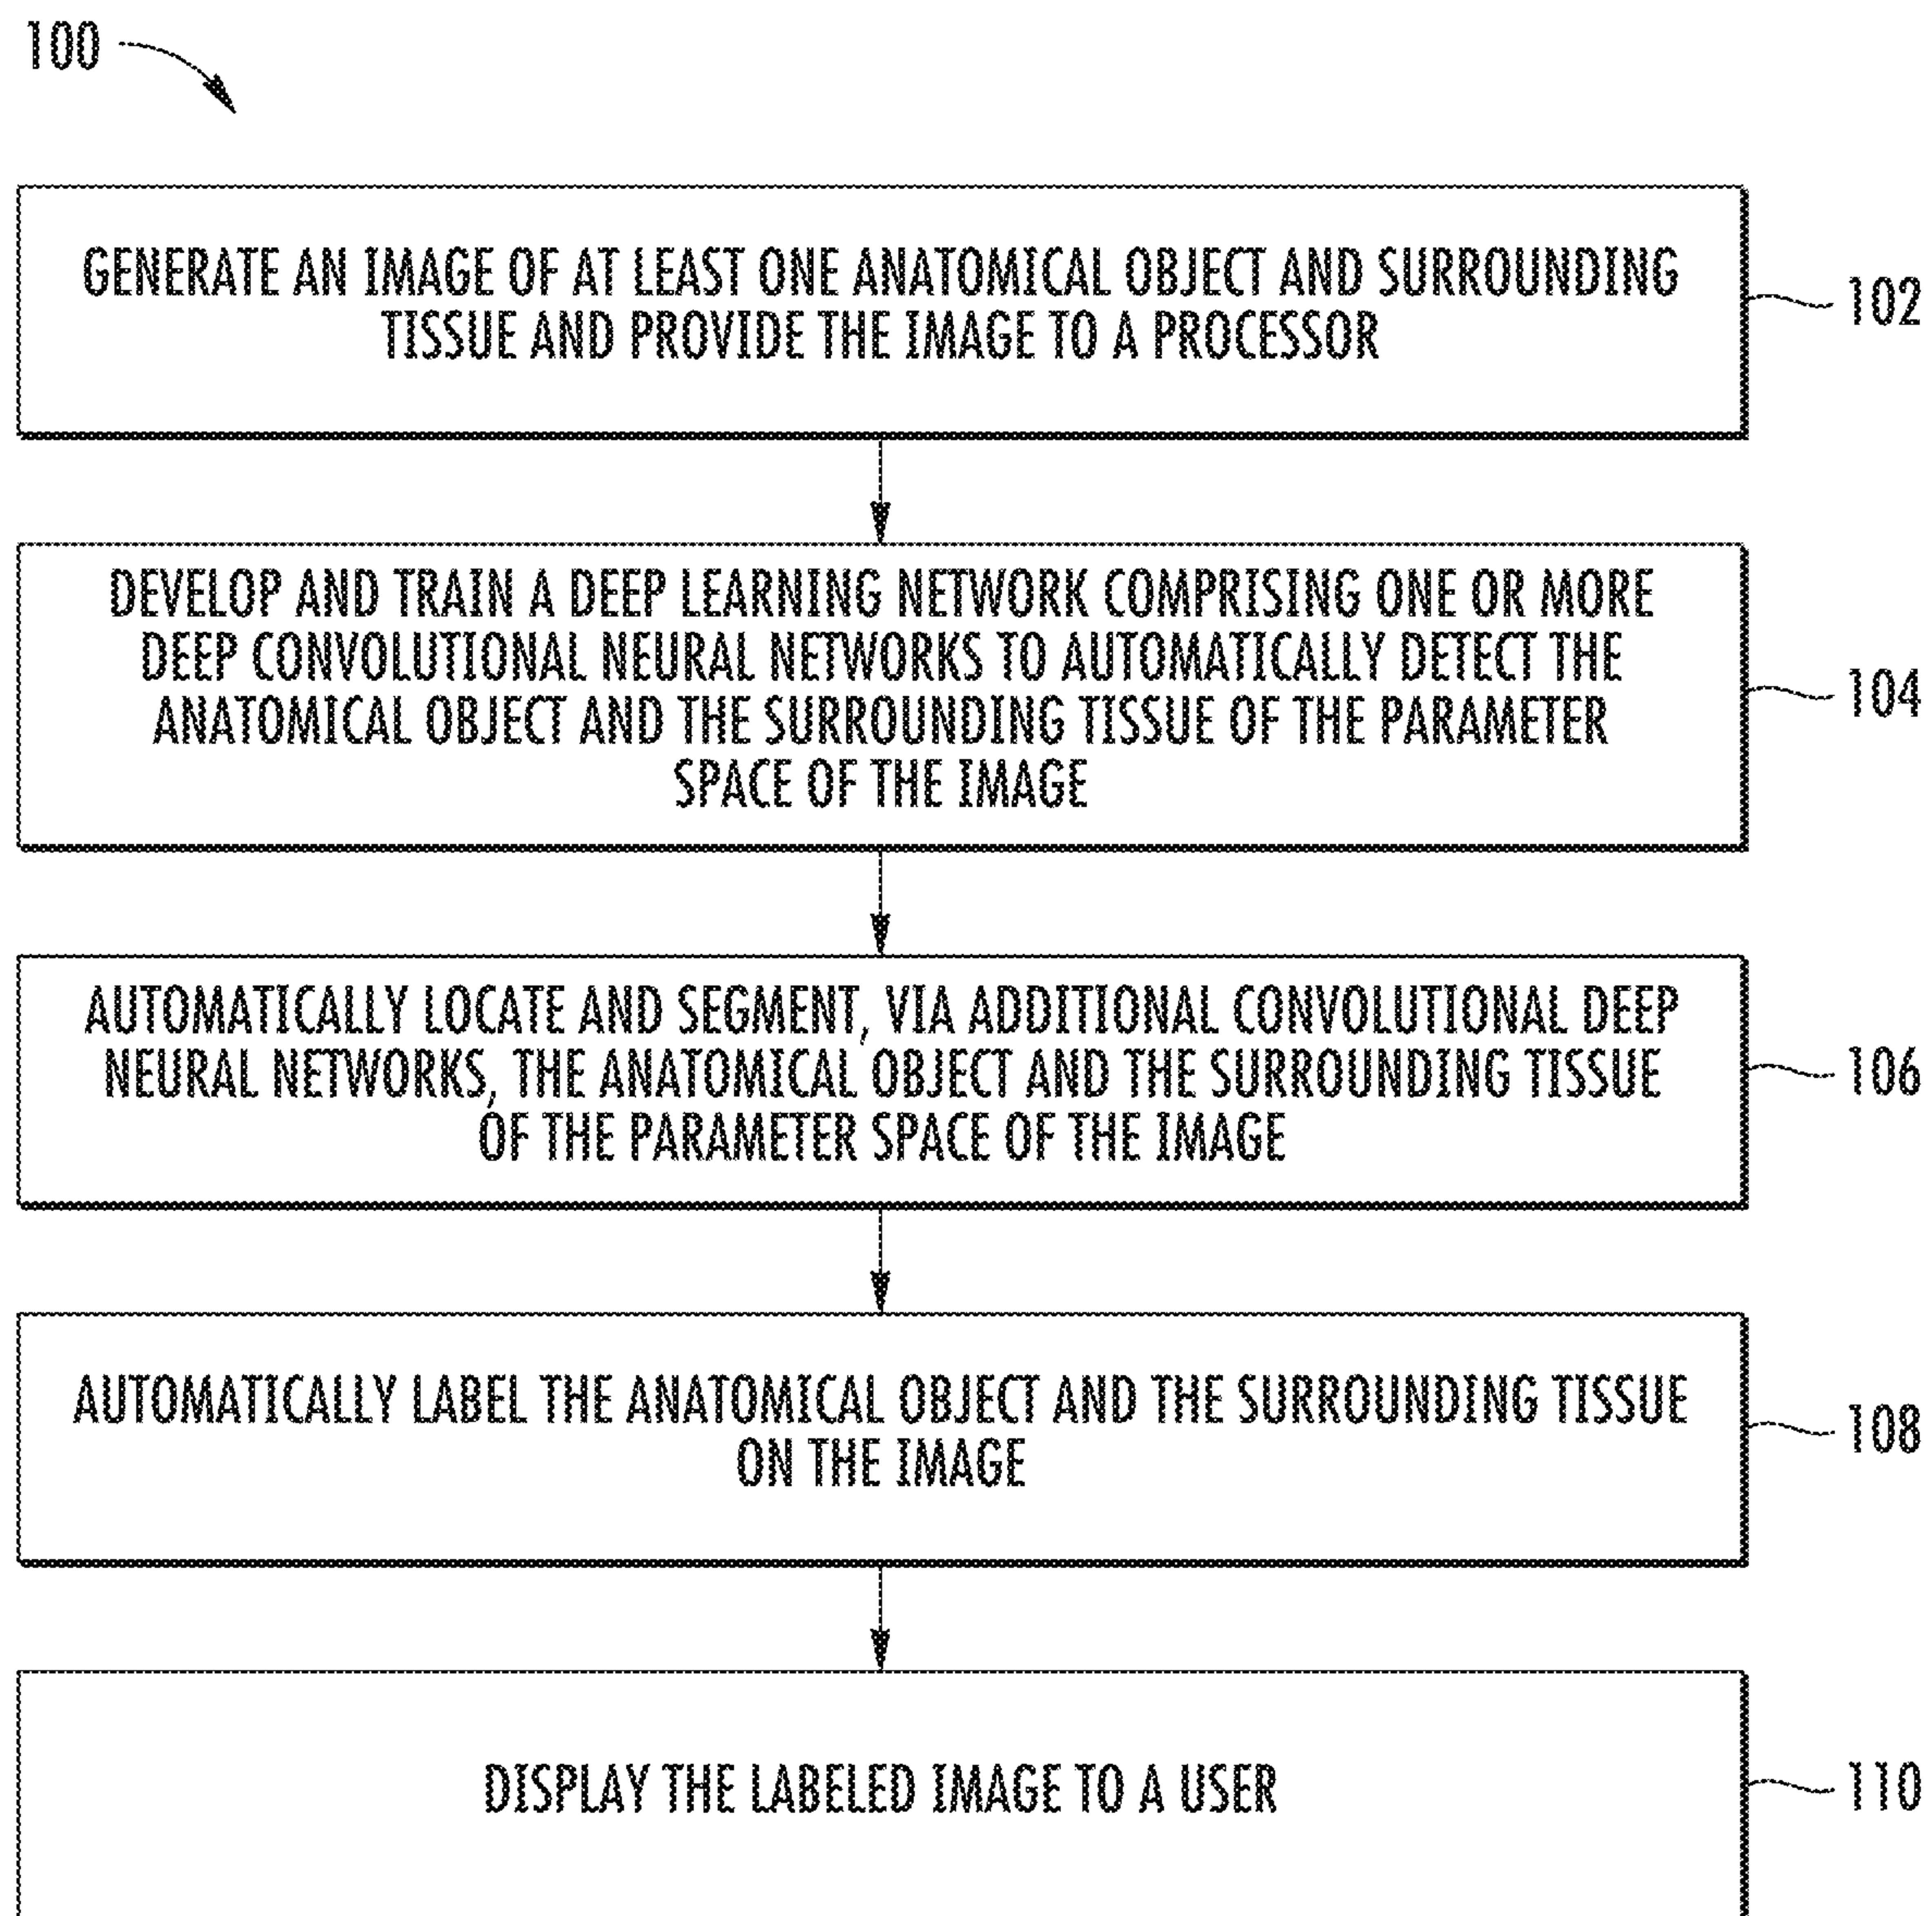 100
GENERATE AN IMAGE OF AT LEAST ONE ANATOMICAL OBJECT AND SURROUNDING
TISSUE AND PROVIDE THE IMAGE TO A PROCESSOR
102
DEVELOP AND TRAIN A DEEP LEARNING NETWORK COMPRISING ONE OR MORE
DEEP CONVOLUTIONAL NEURAL NETWORKS TO AUTOMATICALLY DETECT THE
ANATOMICAL OBJECT AND THE SURROUNDING TISSUE OF THE PARAMETER
SPACE OF THE IMAGE
104
AUTOMATICALLY LOCATE AND SEGMENT, VIA ADDITIONAL CONVOLUTIONAL DEEP
NEURAL NETWORKS, THE ANATOMICAL OBJECT AND THE SURROUNDING TISSUE
OF THE PARAMETER SPACE OF THE IMAGE
106
AUTOMATICALLY LABEL THE ANATOMICAL OBJECT AND THE SURROUNDING TISSUE
ON THE IMAGE
108
DISPLAY THE LABELED IMAGE TO A USER
110